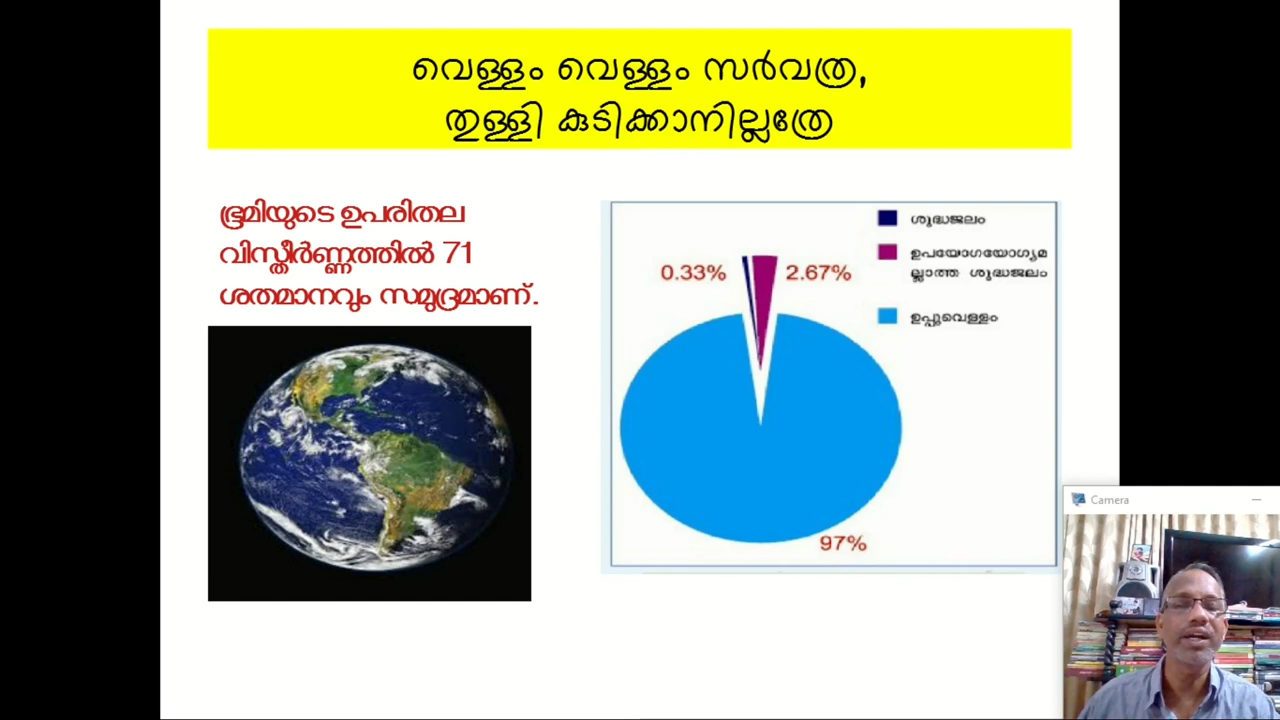 വെള്ളം വെള്ളം സർവത്ര,
തുള്ളി കുടിക്കാനില്ലത്രേ
ഭൂമിയുടെ ഉപരിതല
വിസ്തീർണ്ണത്തിൽ 71
ശതമാനവും സമുദ്രമാണ്.
ശുദ്ധജലം
ഉപയോഗയോഗ്യമ
ല്ലാത്ത ശുദ്ധജലം
ഉപ്പുവെള്ളം
0.33%
2.67%
97%
Camera